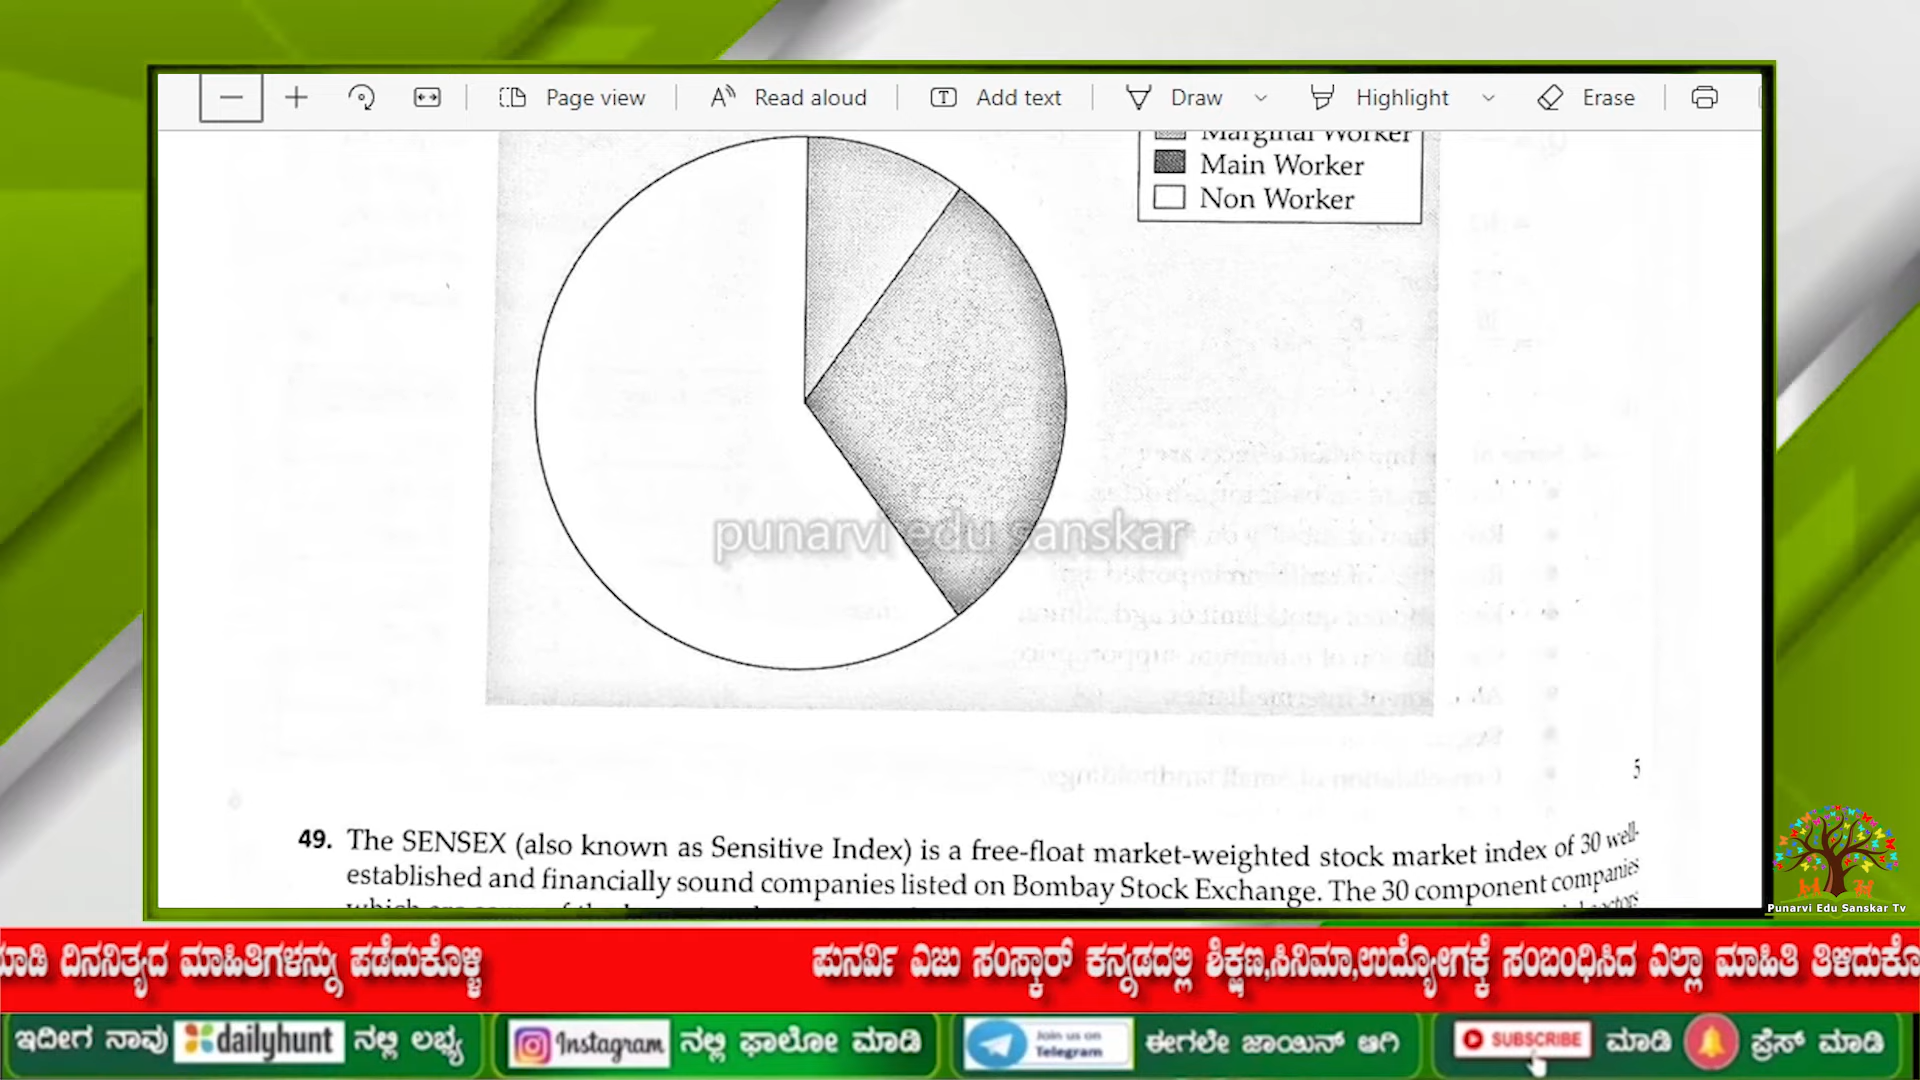 Page view
Read aloud
Add text
Draw
Highlight
Erase
Marginal Worker
Main Worker
Non Worker
punarvi edu sanskar
5
49. The SENSEX (also known as Sensitive Index) is a free-float market-weighted stock market index of 30 well-
established and financially sound companies listed on Bombay Stock Exchange. The 30 component companies
Punarvi Edu Sanskar Tv
ಮಾಡಿ ದಿನನಿತ್ಯದ ಮಾಹಿತಿಗಳನ್ನು ಪಡೆದುಕೊಳ್ಳಿ ಪುನರ್ವಿ ಎಜು ಸಂಸ್ಕಾರ್ ಕನ್ನಡದಲ್ಲಿ ಶಿಕ್ಷಣ,ಸಿನಿಮಾ,ಉದ್ಯೋಗಕ್ಕೆ ಸಂಬಂಧಿಸಿದ ಎಲ್ಲಾ ಮಾಹಿತಿ
ಇದೀಗ ನಾವು dailyhunt ನಲ್ಲಿ ಲಭ್ಯ
Instagram ನಲ್ಲಿ ಫಾಲೋ ಮಾಡಿ
Join us on
Telegram ಈಗಲೇ ಜಾಯಿನ್ ಆಗಿ
SUBSCRIBE ಮಾಡಿ ಪ್ರೆಸ್ ಮಾಡಿ